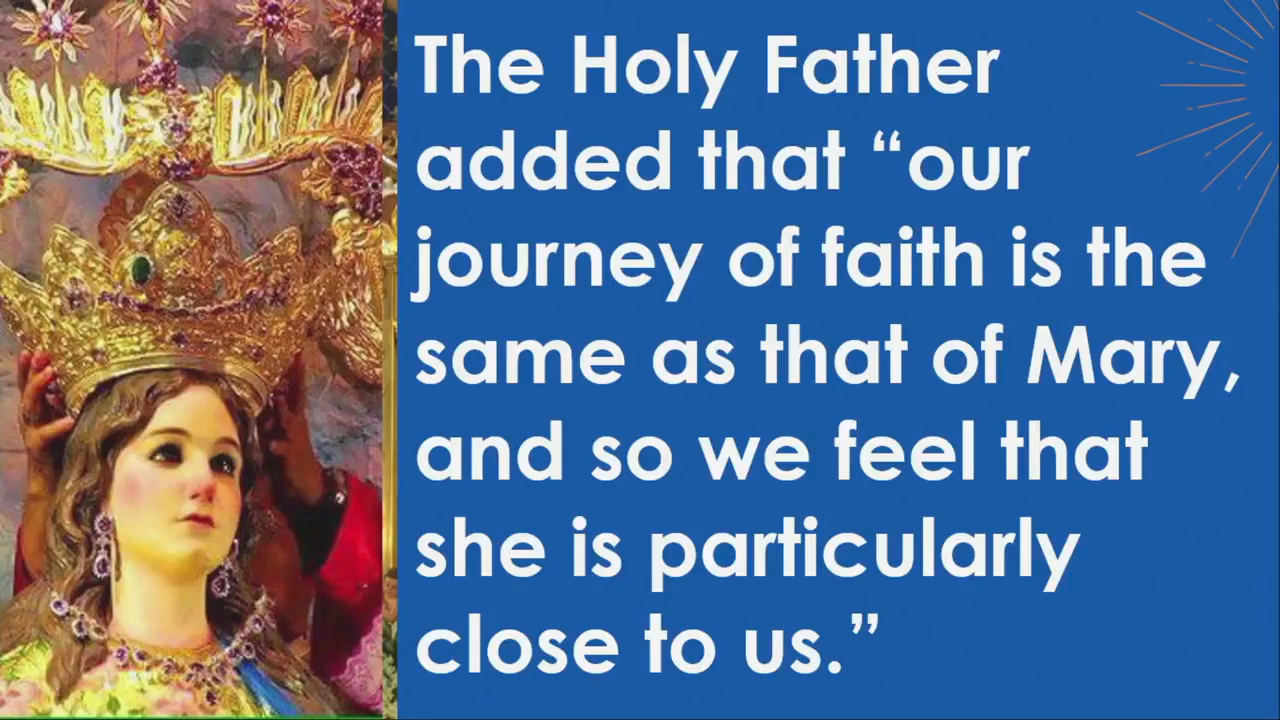 The Holy Father
added that “our
journey of faith is the
same as that of Mary,
and so we feel that
she is particularly
close to us.”